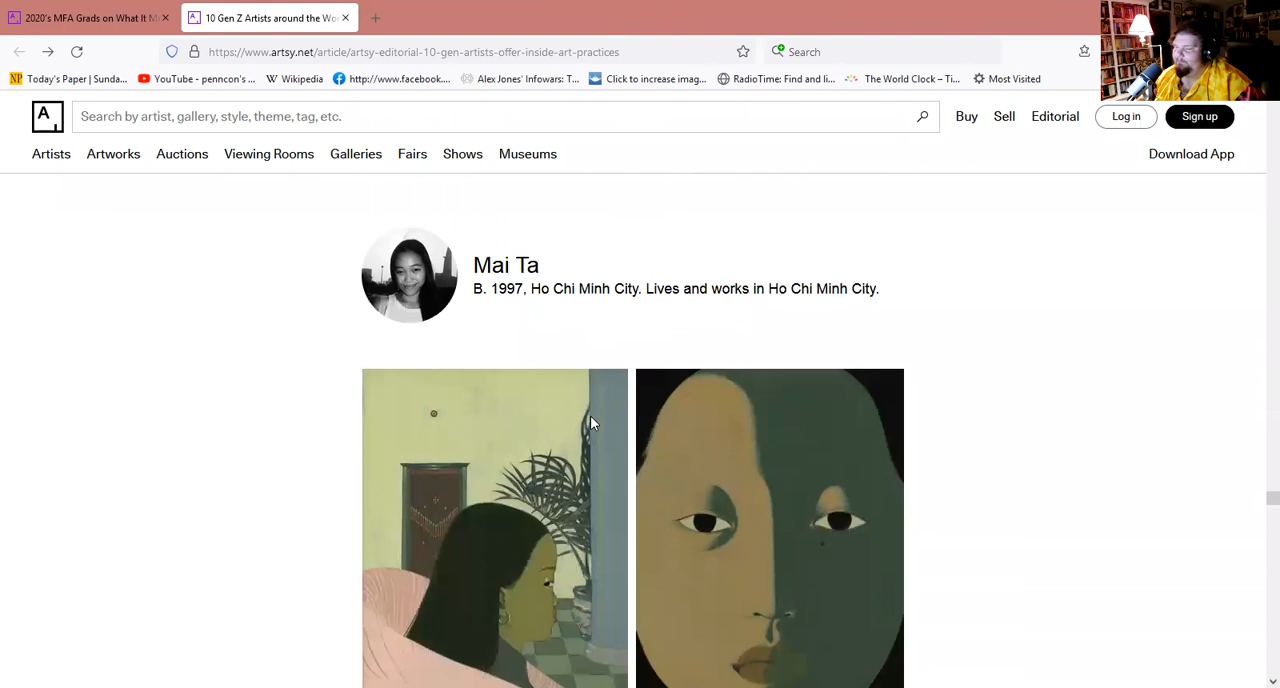 2020's MFA Grads on What It M
10 Gen Z Artists around the Wo
https://www.artsy.net/article/artsy-editorial-10-gen-artists-offer-inside-art-practices
Search
Today's Paper | Sunda...
YouTube - penncon's ...
Wikipedia
http://www.facebook....
Alex Jones' Infowars: T...
Click to increase imag...
RadioTime: Find and li...
The World Clock – Ti...
Most Visited
A
Search by artist, gallery, style, theme, tag, etc.
Buy
Sell
Editorial
Log in
Sign up
Artists
Artworks
Auctions
Viewing Rooms
Galleries
Fairs
Shows
Museums
Download App
Mai Ta
B. 1997, Ho Chi Minh City. Lives and works in Ho Chi Minh City.